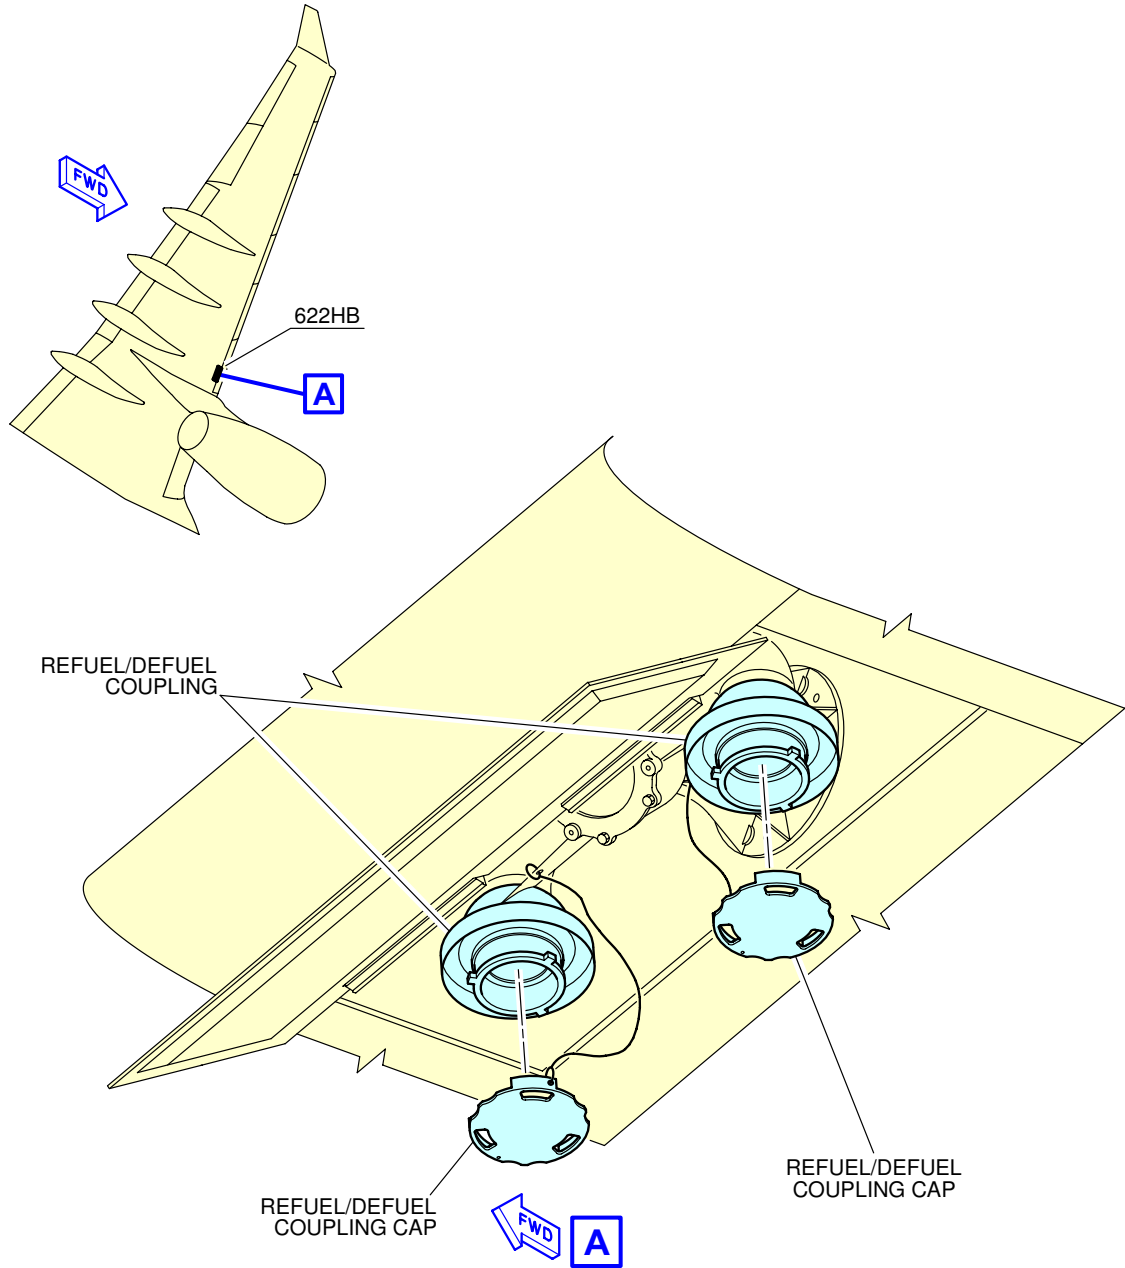 FWD
622HB
A
REFUEL/DEFUEL
COUPLING
REFUEL/DEFUEL
COUPLING CAP
REFUEL/DEFUEL
COUPLING CAP
FWD
A